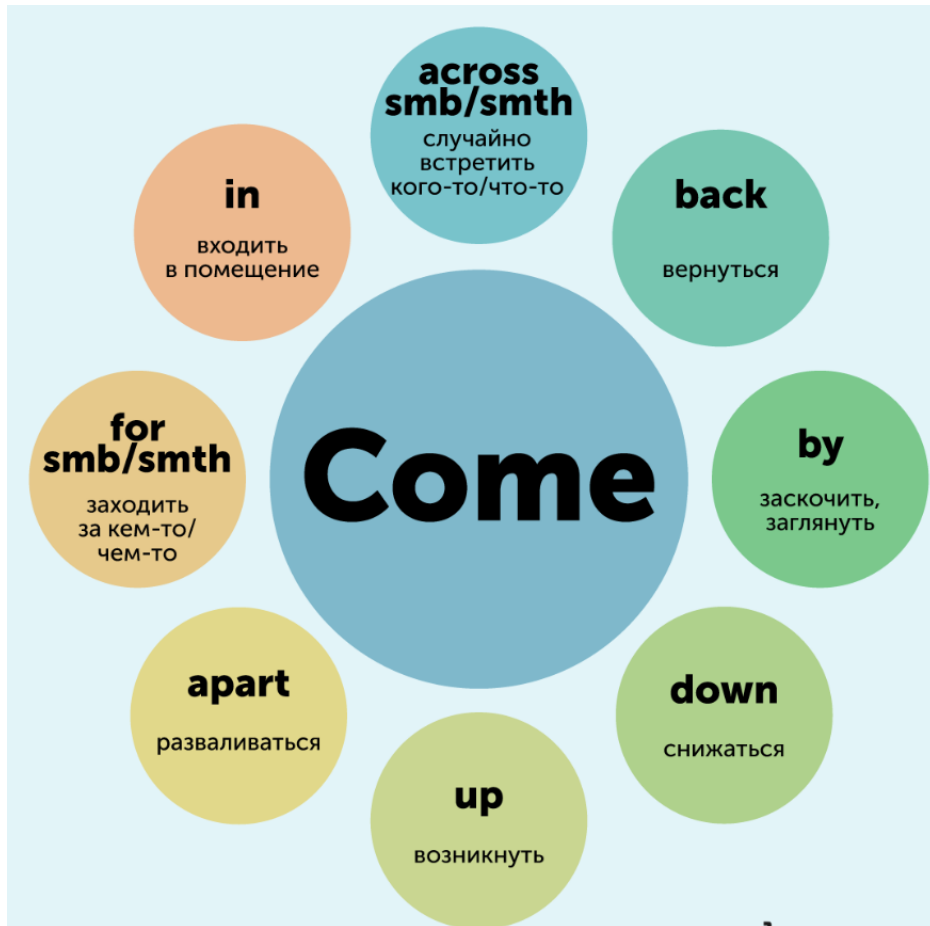 across
smb/smth
случайно
встретить
кого-то/что-то
back
вернуться
by
заскочить,
заглянуть
down
снижаться
up
возникнуть
apart
разваливаться
for
smb/smth
заходить
за кем-то/
чем-то
in
входить
в помещение
Come